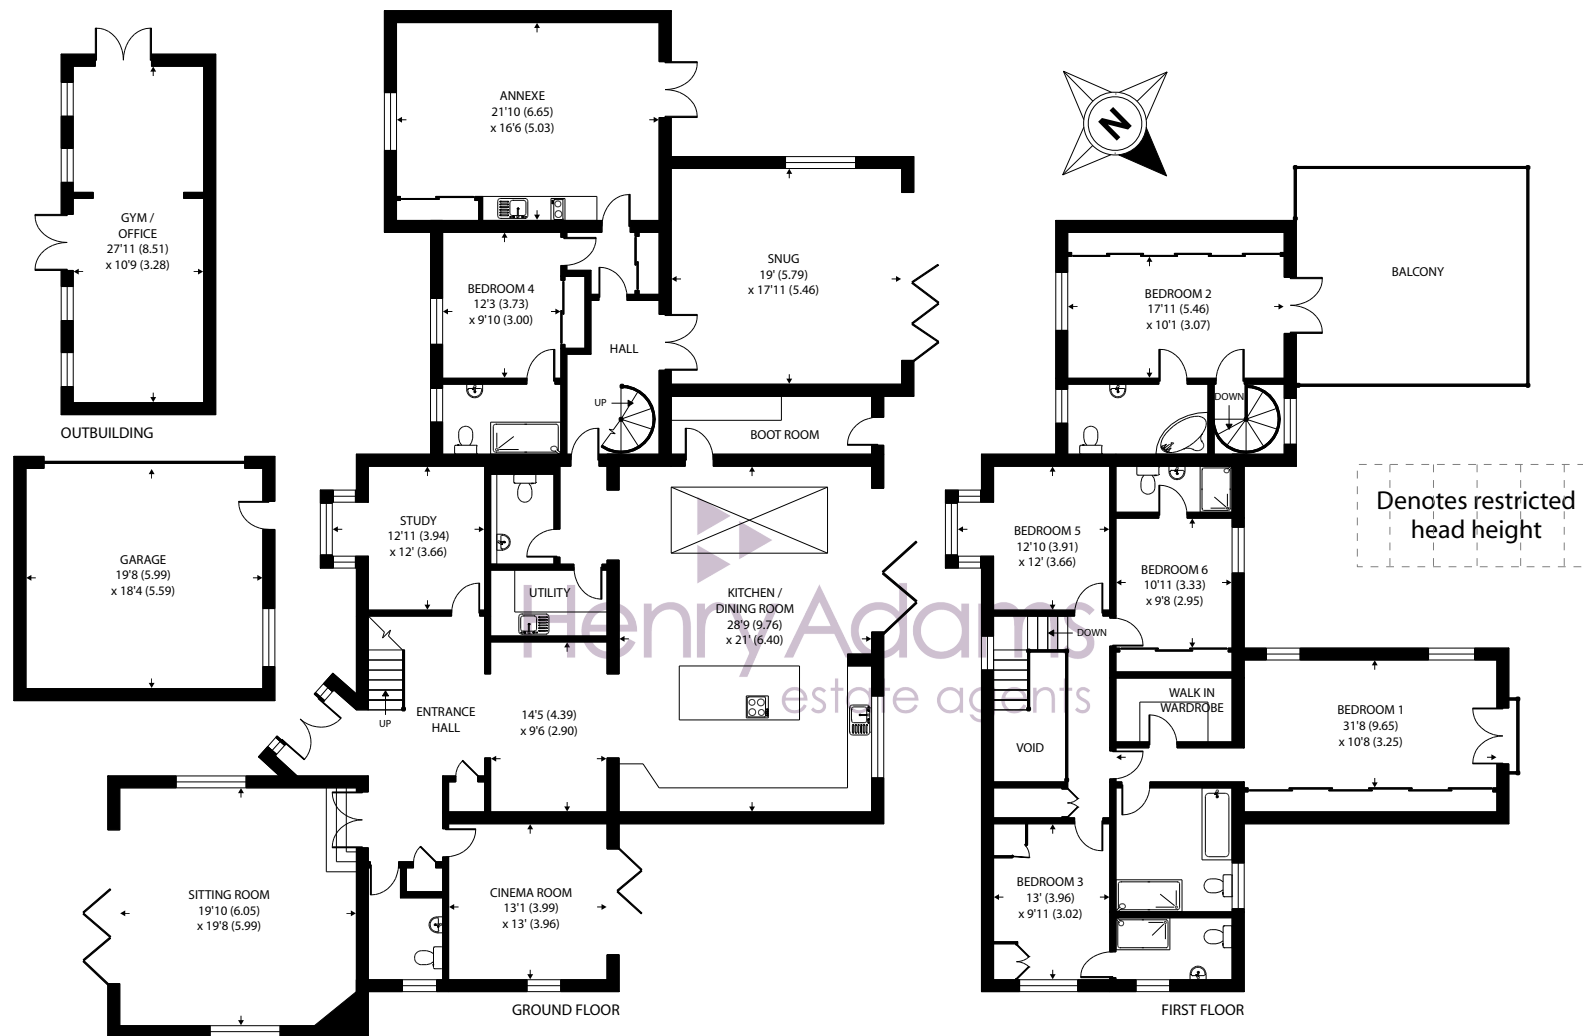 GYM /
OFFICE
27'11 (8.51)
x 10'9 (3.28)
OUTBUILDING
GARAGE
19'8 (5.99)
x 18'4 (5.59)
ANNEXE
21'10 (6.65)
x 16'6 (5.03)
BEDROOM 4
12'3 (3.73)
x 9'10 (3.00)
HALL
UP
SNUG
19' (5.79)
x 17'11 (5.46)
BOOT ROOM
STUDY
12'11 (3.94)
x 12' (3.66)
UTILITY
KITCHEN /
DINING ROOM
28'9 (9.76)
x 21' (6.40)
UP
ENTRANCE
HALL
14'5 (4.39)
x 9'6 (2.90)
SITTING ROOM
19'10 (6.05)
x 19'8 (5.99)
CINEMA ROOM
13'1 (3.99)
x 13' (3.96)
GROUND FLOOR
Henry Adams
estate agents
N
BALCONY
BEDROOM 2
17'11 (5.46)
x 10'1 (3.07)
DOWN
BEDROOM 5
12'10 (3.91)
x 12' (3.66)
BEDROOM 6
10'11 (3.33)
x 9'8 (2.95)
DOWN
WALK IN
WARDROBE
VOID
BEDROOM 1
31'8 (9.65)
x 10'8 (3.25)
BEDROOM 3
13' (3.96)
x 9'11 (3.02)
FIRST FLOOR
Denotes restricted
head height